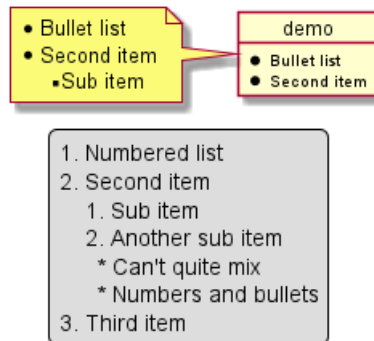 • Bullet list
• Second item
▪Sub item
demo
• Bullet list
• Second item
1. Numbered list
2. Second item
1. Sub item
2. Another sub item
* Can't quite mix
* Numbers and bullets
3. Third item